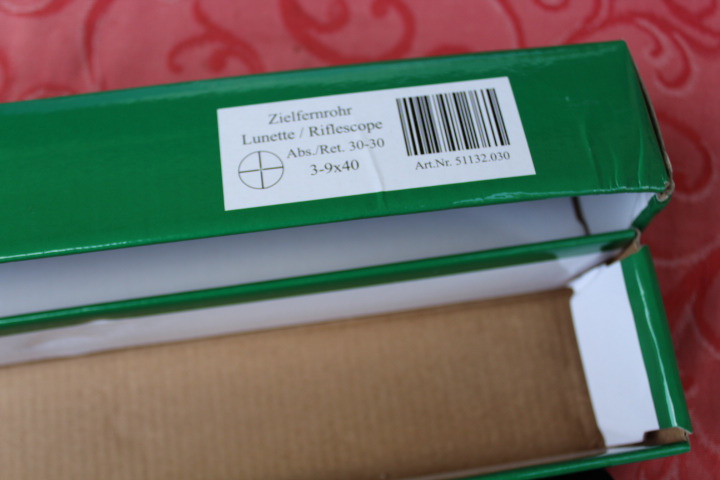 Zielfernrohr
Lunette / Riflescope
Abs./Ret. 30-30
3-9x40
Art.Nr. 51132.030